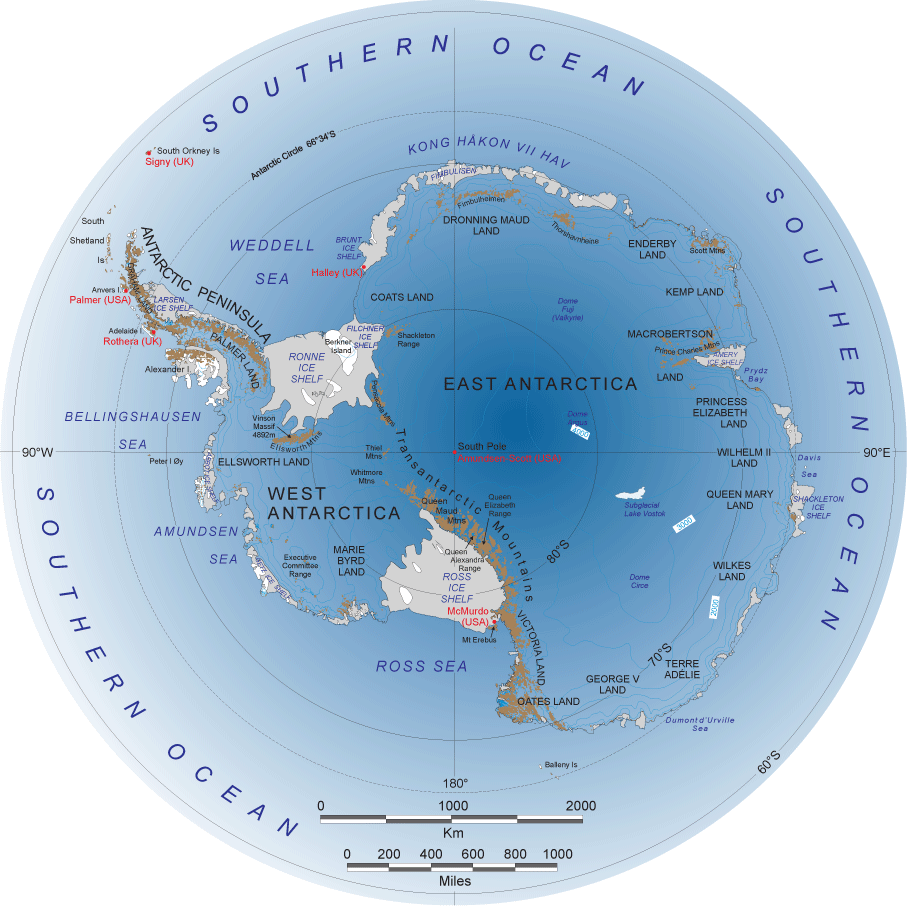 SOUTHERN OCEAN
Antarctic Circle 66°34'S
KONG HÅKON VII HAV
South Orkney Is
Signy (UK)
FIMBULISEN
Fimbulheimen
DRONNING MAUD
LAND
Thorshavnheine
SOUTHERN OCEAN
South
Shetland
Is
ANTARCTIC PENINSULA
WEDDELL
SEA
BRUNT
ICE
SHELF
Halley (UK)
ENDERBY
LAND
Scott Mtns
KEMP LAND
Anvers I.
Palmer (USA)
LARSEN
ICE SHELF
COATS LAND
Dome
Fuji
(Valkyrie)
Adelaide I.
Rothera (UK)
PALMER LAND
Alexander I.
FILCHNER
ICE
SHELF
Berkner
Island
Shackleton
Range
RONNE
ICE
SHELF
MACROBERTSON
Prince Charles Mtns
LAND
AMERY
ICE SHELF
Prydz
Bay
EAST ANTARCTICA
BELLINGSHAUSEN
SEA
Vinson
Massif
4892m
Ellsworth Mtns
Pensacola Mtn
Dome
Argus
4000
PRINCESS
ELIZABETH
LAND
90°W
Peter I Øy
ELLSWORTH LAND
Thiel
Mtns
Whitmore
Mtns
Transantarctic Mountains
South Pole
Amundsen-Scott (USA)
WILHELM II
LAND
Davis
Sea
90°E
WEST
ANTARCTICA
Queen
Maud
Mtns
Queen
Elizabeth
Range
Subglacial
Lake Vostok
3000
QUEEN MARY
LAND
SHACKLETON
ICE
SHELF
SOUTHERN OCEAN
AMUNDSEN
SEA
GETZ ICE SHELF
Executive
Committee
Range
MARIE
BYRD
LAND
Queen
Alexandra
Range
80°S
ROSS
ICE
SHELF
McMurdo
(USA)
Mt Erebus
Dome
Circe
WILKES
LAND
2000
VICTORIA LAND
ROSS SEA
70°S
TERRE
ADÉLIE
GEORGE V
LAND
OATES LAND
Dumont d'Urville
Sea
Balleny Is
60°S
180°
0 1000 2000
Km
0 200 400 600 800 1000
Miles